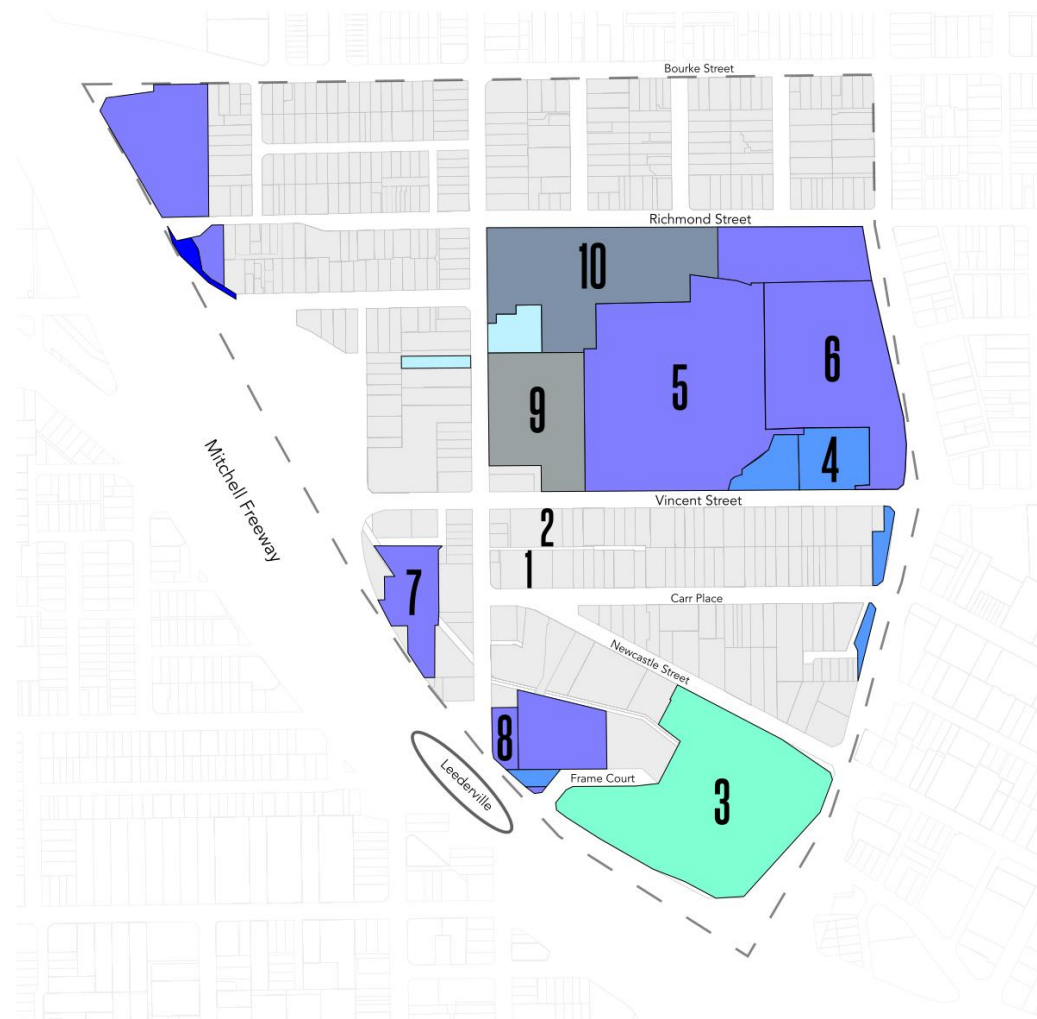 Bourke Street
Richmond Street
10
5
6
9
4
Mitchell Freeway
Vincent Street
2
1
7
Carr Place
Newcastle Street
8
Leederville
Frame Court
3